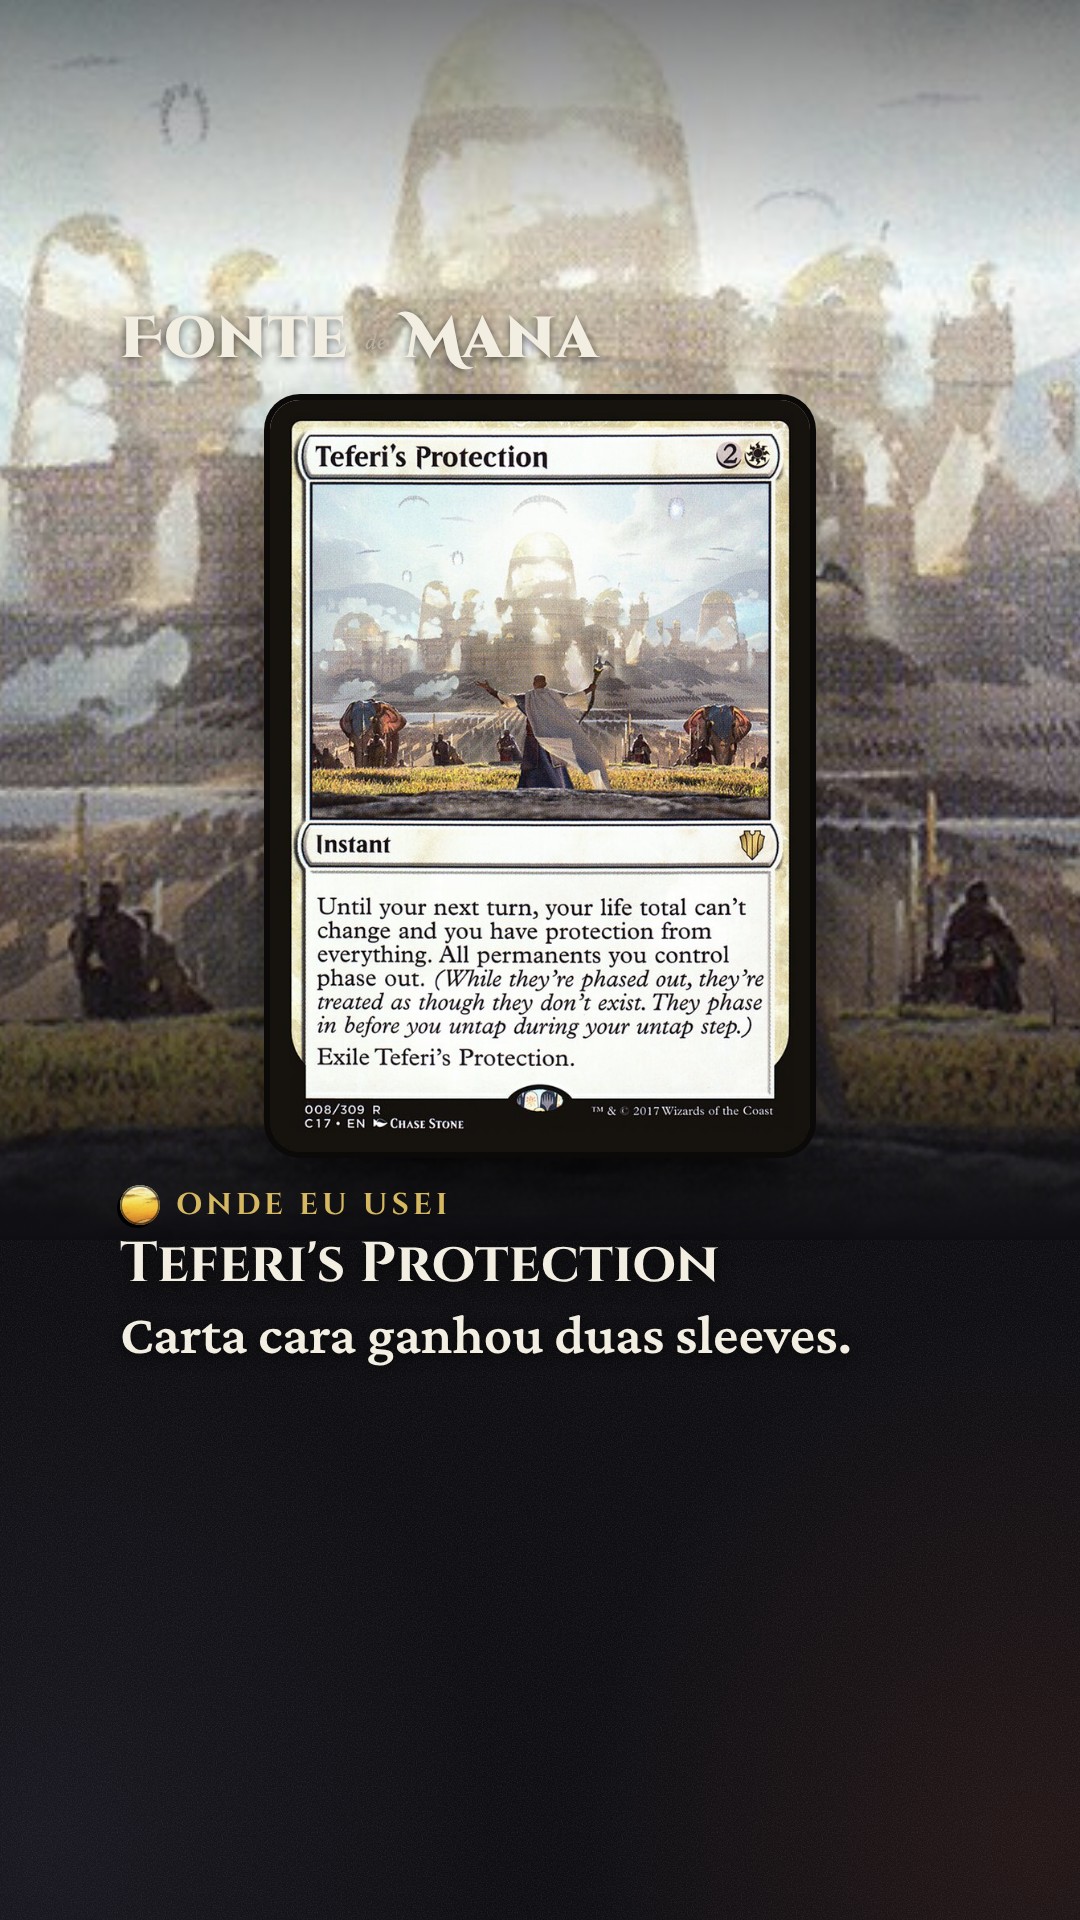 Fonte de Mana
Teferi's Protection 2
Instant
Until your next turn, your life total can't
change and you have protection from
everything. All permanents you control
phase out. (While they're phased out, they're
treated as though they don't exist. They phase
in before you untap during your untap step.)
Exile Teferi's Protection.
008/309 R
C17 • EN Chase Stone
™ & © 2017 Wizards of the Coast
ONDE EU USEI
Teferi's Protection
Carta cara ganhou duas sleeves.